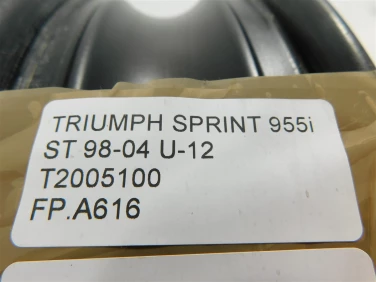 TRIUMPH SPRINT 955i
ST 98-04 U-12
T2005100
FP.A616